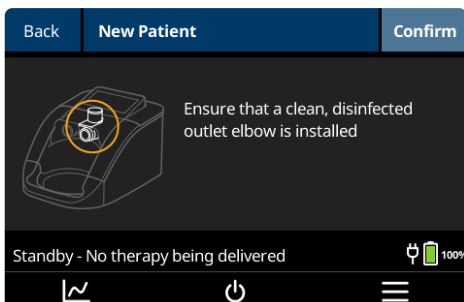 Back New Patient Confirm
Ensure that a clean, disinfected
outlet elbow is installed
Standby - No therapy being delivered 100%